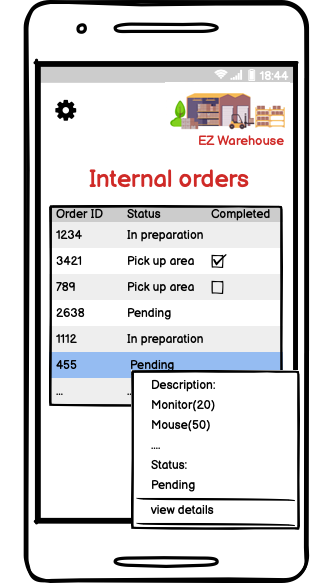 18:44
EZ Warehouse
Internal orders
Order ID Status Completed
1234 In preparation
3421 Pick up area
789 Pick up area
2638 Pending
1112 In preparation
455 Pending
... ..
Description:
Monitor(20)
Mouse(50)
....
Status:
Pending
view details